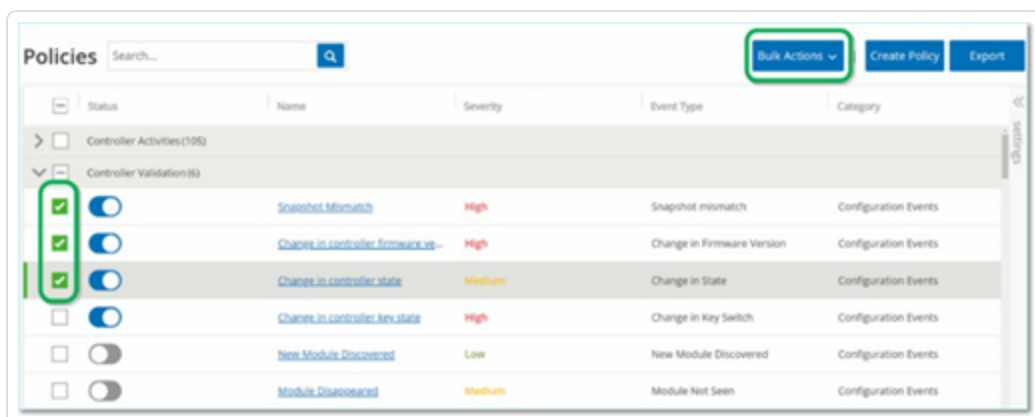 Policies Search... Bulk Actions Create Policy Export
Status Name Severity Event Type Category
settings
Controller Activities (105)
Controller Validation (6)
Snapshot Mismatch High Snapshot mismatch Configuration Events
Change in controller firmware ve... High Change in Firmware Version Configuration Events
Change in controller state Medium Change in State Configuration Events
Change in controller key state High Change in Key Switch Configuration Events
New Module Discovered Low New Module Discovered Configuration Events
Module Disappeared Medium Module Not Seen Configuration Events